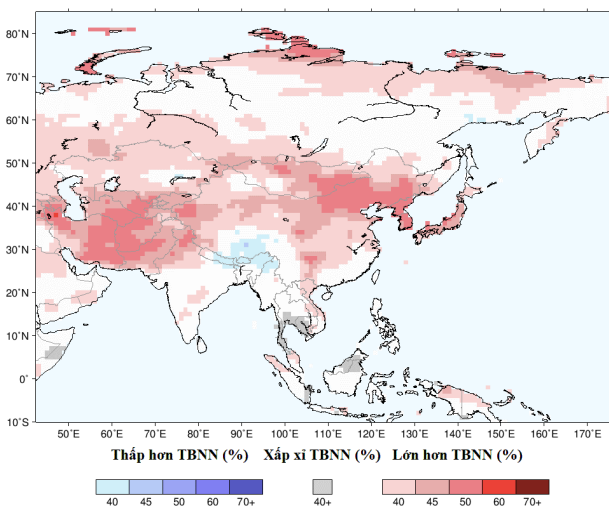 80°N
70°N
60°N
50°N
40°N
30°N
20°N
10°N
0°
10°S
50°E 60°E 70°E 80°E 90°E 100°E 110°E 120°E 130°E 140°E 150°E 160°E 170°E
Thấp hơn TBNN (%) Xấp xỉ TBNN (%) Lớn hơn TBNN (%)
40 45 50 60 70+ 40+ 40 45 50 60 70+